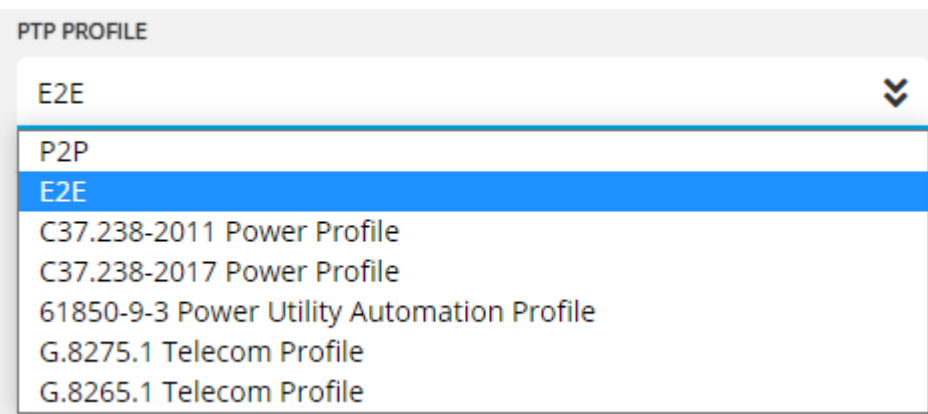 PTP PROFILE
E2E
P2P
E2E
C37.238-2011 Power Profile
C37.238-2017 Power Profile
61850-9-3 Power Utility Automation Profile
G.8275.1 Telecom Profile
G.8265.1 Telecom Profile